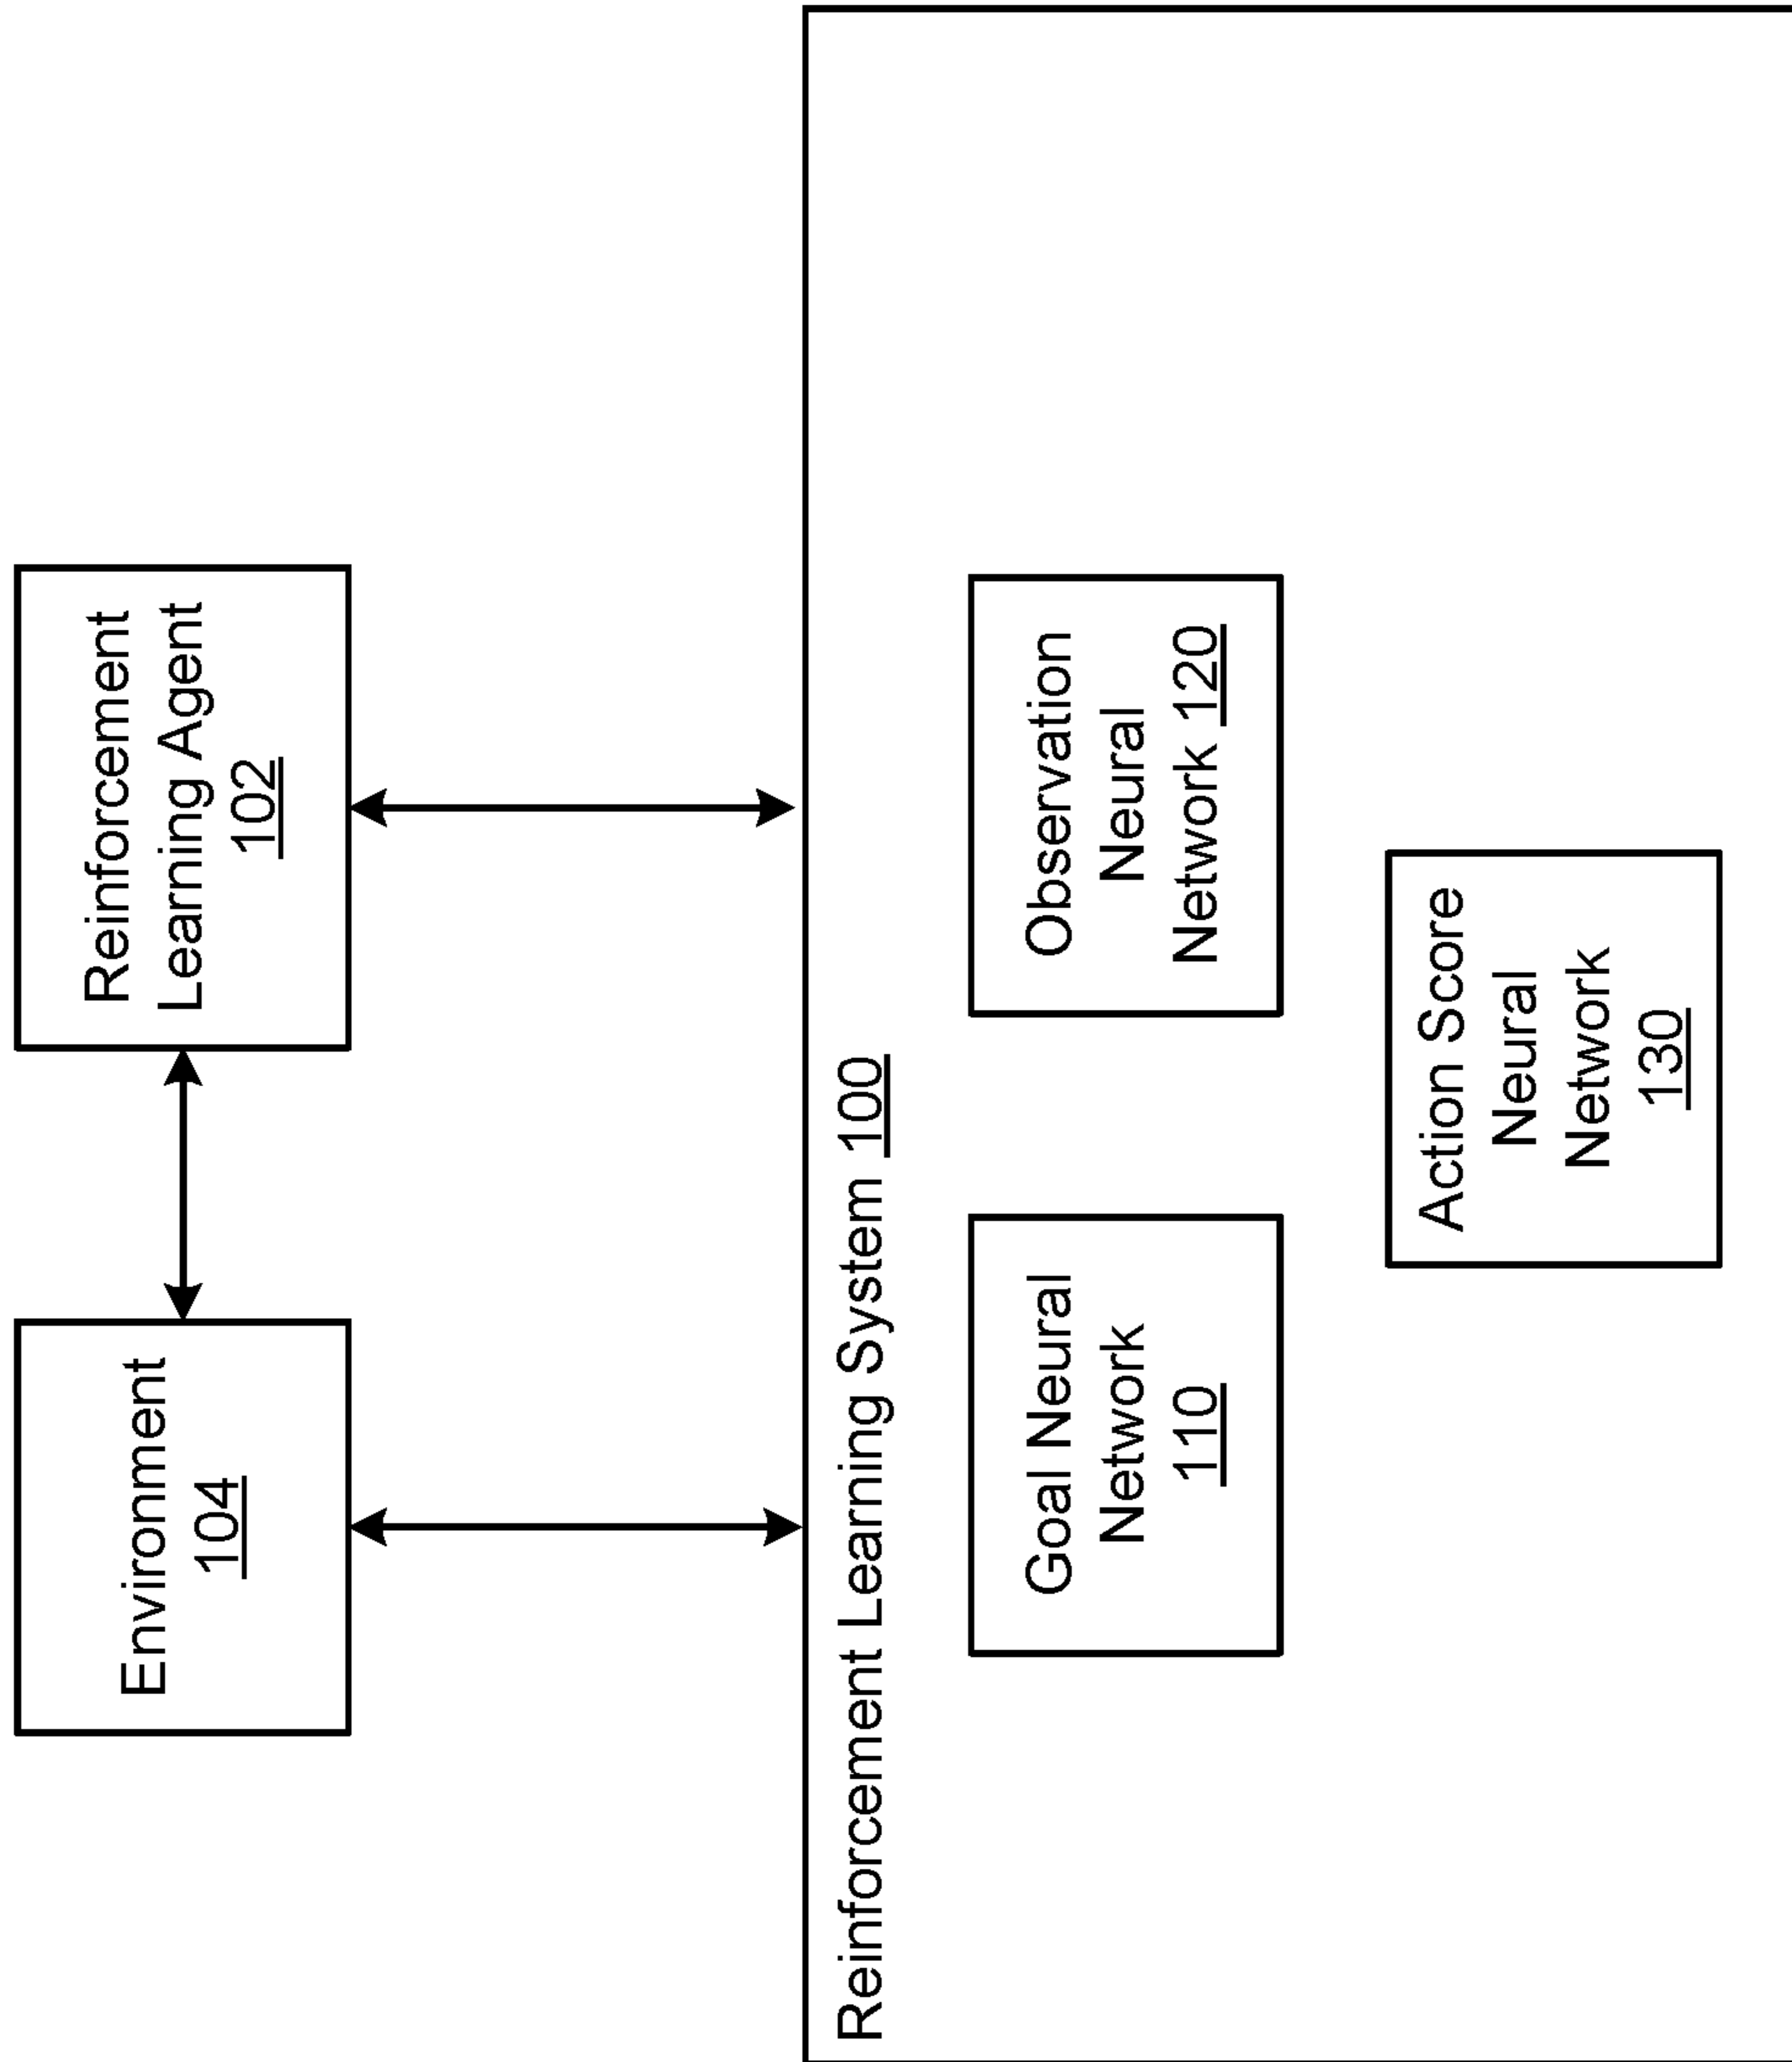 Environment
104
Reinforcement
Learning Agent
102
Reinforcement Learning System 100
Goal Neural
Network
110
Observation
Neural
Network 120
Action Score
Neural
Network
130